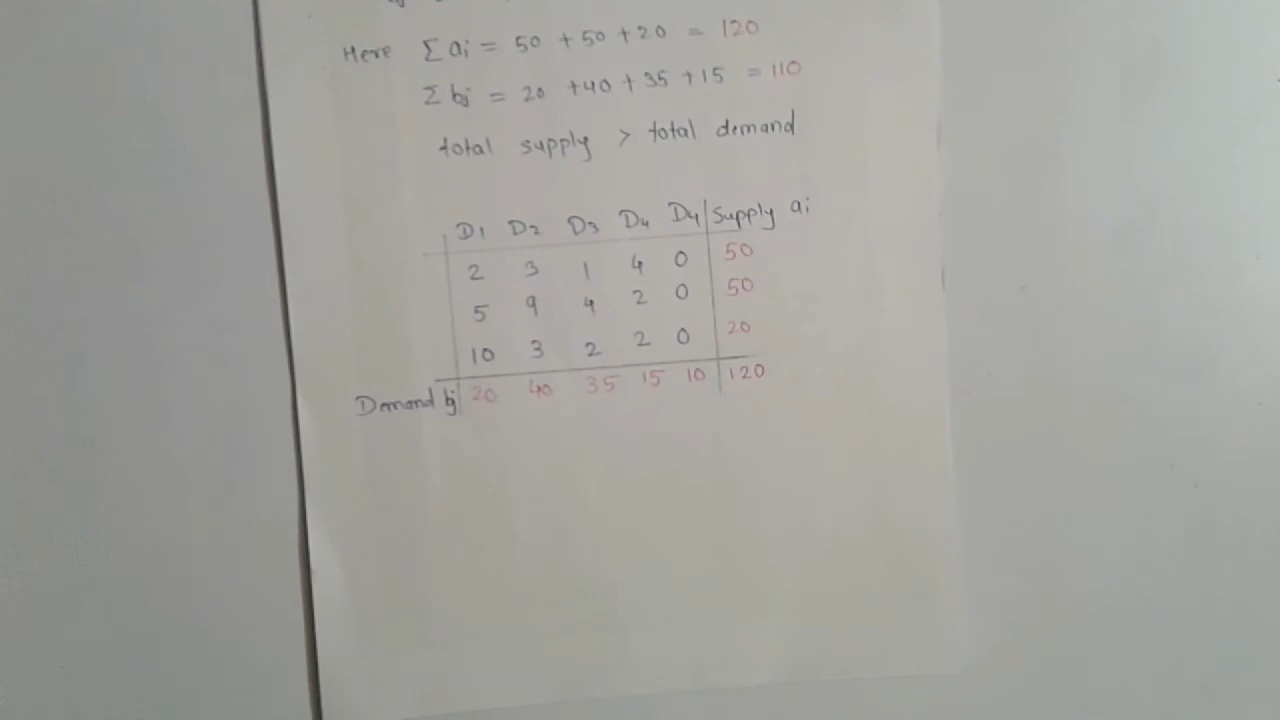 Here Σ ai = 50 + 50 + 20 = 120
Σ bj = 20 + 40 + 35 + 15 = 110
total supply > total demand
D1 D2 D3 D4 D4 Supply ai
2 3 1 4 0 50
5 9 4 2 0 50
10 3 2 2 0 20
Demand bj 20 40 35 15 10 120